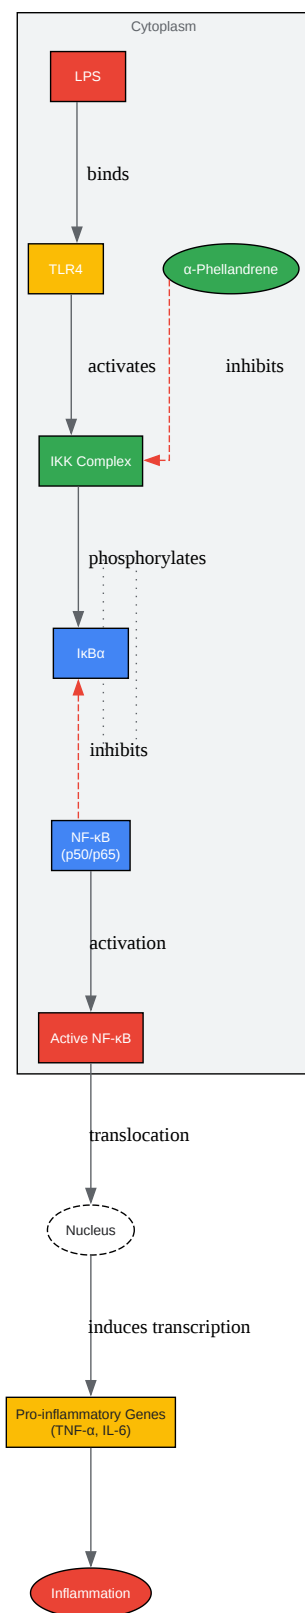 Cytoplasm
LPS
binds
TLR4
α-Phellandrene
activates
inhibits
IKK Complex
phosphorylates
IκBα
inhibits
NF-κB
(p50/p65)
activation
Active NF-κB
translocation
Nucleus
induces transcription
Pro-inflammatory Genes
(TNF-α, IL-6)
Inflammation